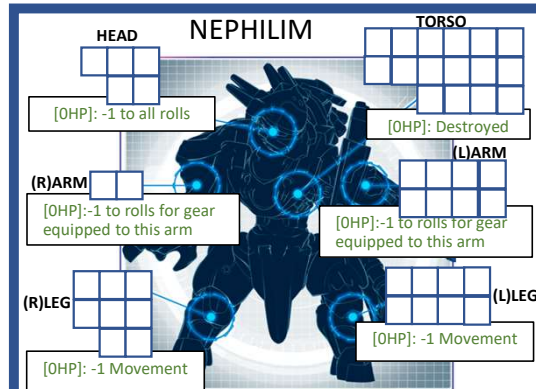 NEPHILIM
HEAD
[0HP]: -1 to all rolls
TORSO
[0HP]: Destroyed
(R)ARM
[0HP]:-1 to rolls for gear
equipped to this arm
(L)ARM
[0HP]:-1 to rolls for gear
equipped to this arm
(R)LEG
[0HP]: -1 Movement
(L)LEG
[0HP]: -1 Movement